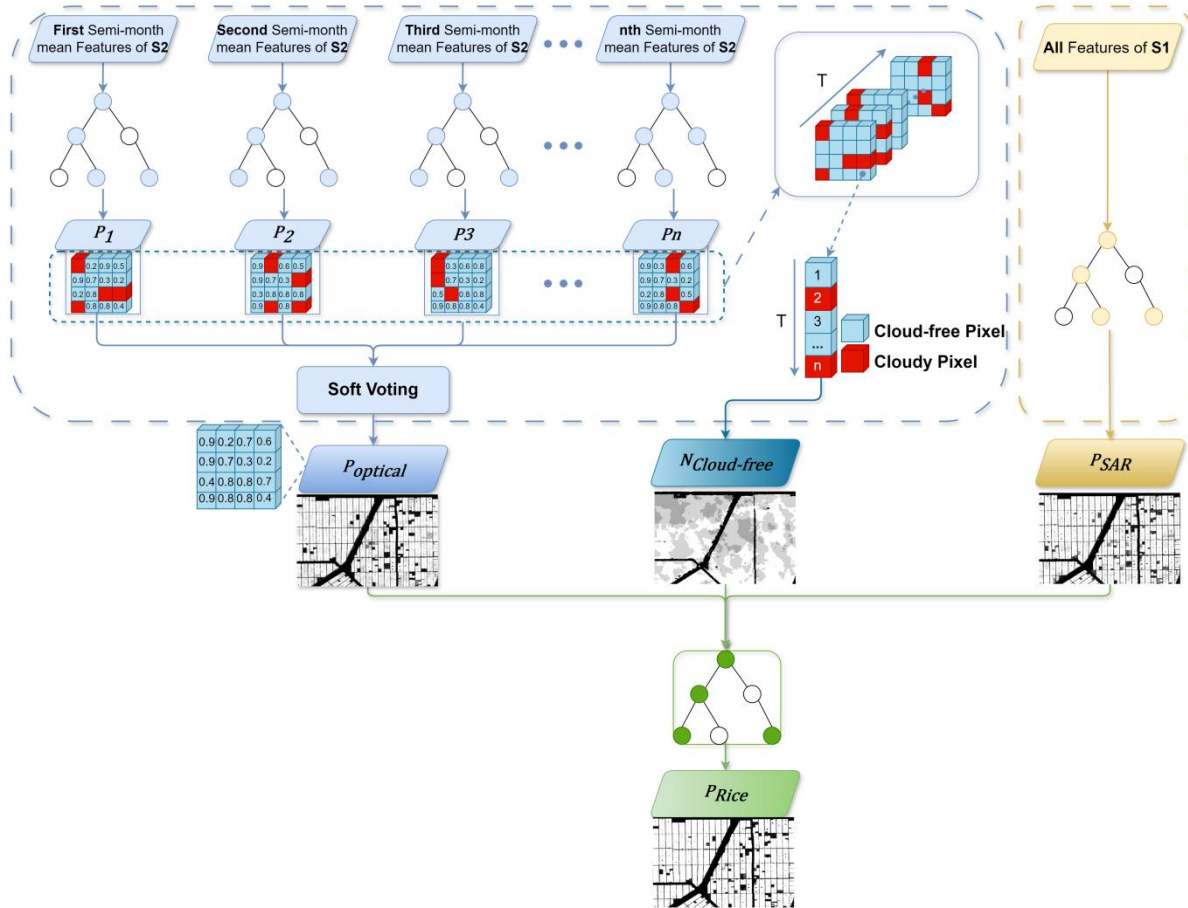 First Semi-month
mean Features of S2
Second Semi-month
mean Features of S2
Third Semi-month
mean Features of S2
nth Semi-month
mean Features of S2
All Features of S1
T
P1
P2
P3
Pn
0.2 0.9 0.5
0.9 0.7 0.3 0.2
0.2 0.8
0.8 0.8 0.4
0.9 0.6 0.5
0.9 0.7 0.3
0.3 0.8 0.8 0.8
0.9 0.8
0.3 0.6 0.8
0.7 0.3 0.2
0.5 0.8
0.9 0.8 0.8 0.4
0.9 0.3 0.6
0.9 0.7 0.3 0.2
0.2 0.8 0.5
0.9 0.8 0.8
T
1
2
3
...
n
Cloud-free Pixel
Cloudy Pixel
Soft Voting
0.9 0.2 0.7 0.6
0.9 0.7 0.3 0.2
0.4 0.8 0.8 0.7
0.9 0.8 0.8 0.4
Poptical
NCloud-free
PSAR
PRice